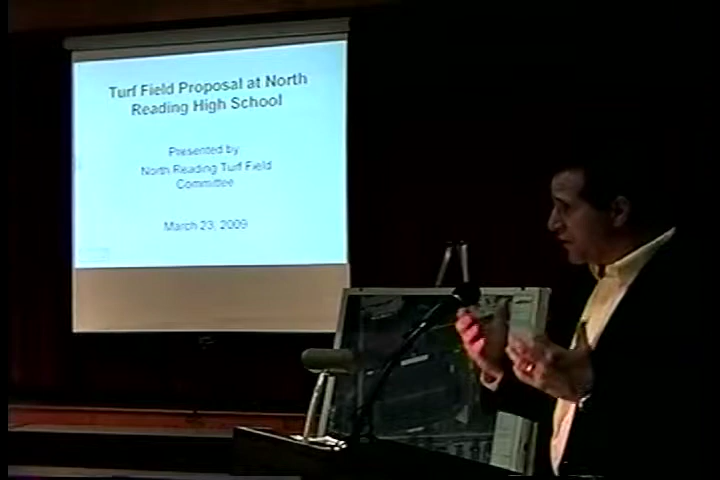 Turf Field Proposal at North
Reading High School
Presented by
North Reading Turf Field
Committee
March 23, 2009